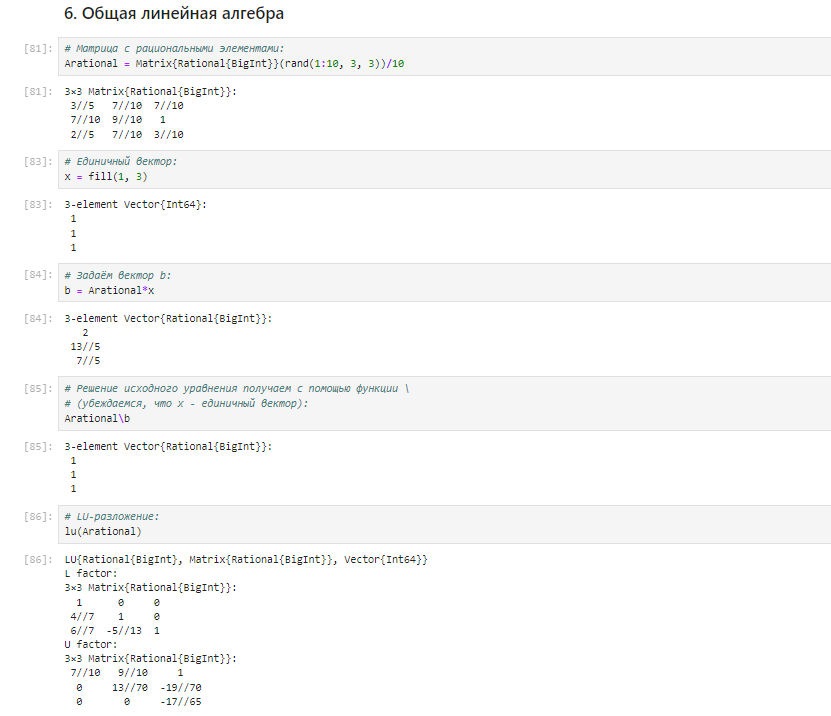 6. Общая линейная алгебра
[81]: # Матрица с рациональными элементами:
Arational = Matrix{Rational{BigInt}}(rand(1:10, 3, 3))/10
[81]: 3×3 Matrix{Rational{BigInt}}:
3//5 7//10 7//10
7//10 9//10 1
2//5 7//10 3//10
[83]: # Единичный вектор:
x = fill(1, 3)
[83]: 3-element Vector{Int64}:
1
1
1
[84]: # Задаём вектор b:
b = Arational*x
[84]: 3-element Vector{Rational{BigInt}}:
2
13//5
7//5
[85]: # Решение исходного уравнения получаем с помощью функции \
# (убеждаемся, что x - единичный вектор):
Arational\b
[85]: 3-element Vector{Rational{BigInt}}:
1
1
1
[86]: # LU-разложение:
lu(Arational)
[86]: LU{Rational{BigInt}, Matrix{Rational{BigInt}}, Vector{Int64}}
L factor:
3×3 Matrix{Rational{BigInt}}:
1 0 0
4//7 1 0
6//7 -5//13 1
U factor:
3×3 Matrix{Rational{BigInt}}:
7//10 9//10 1
0 13//70 -19//70
0 0 -17//65